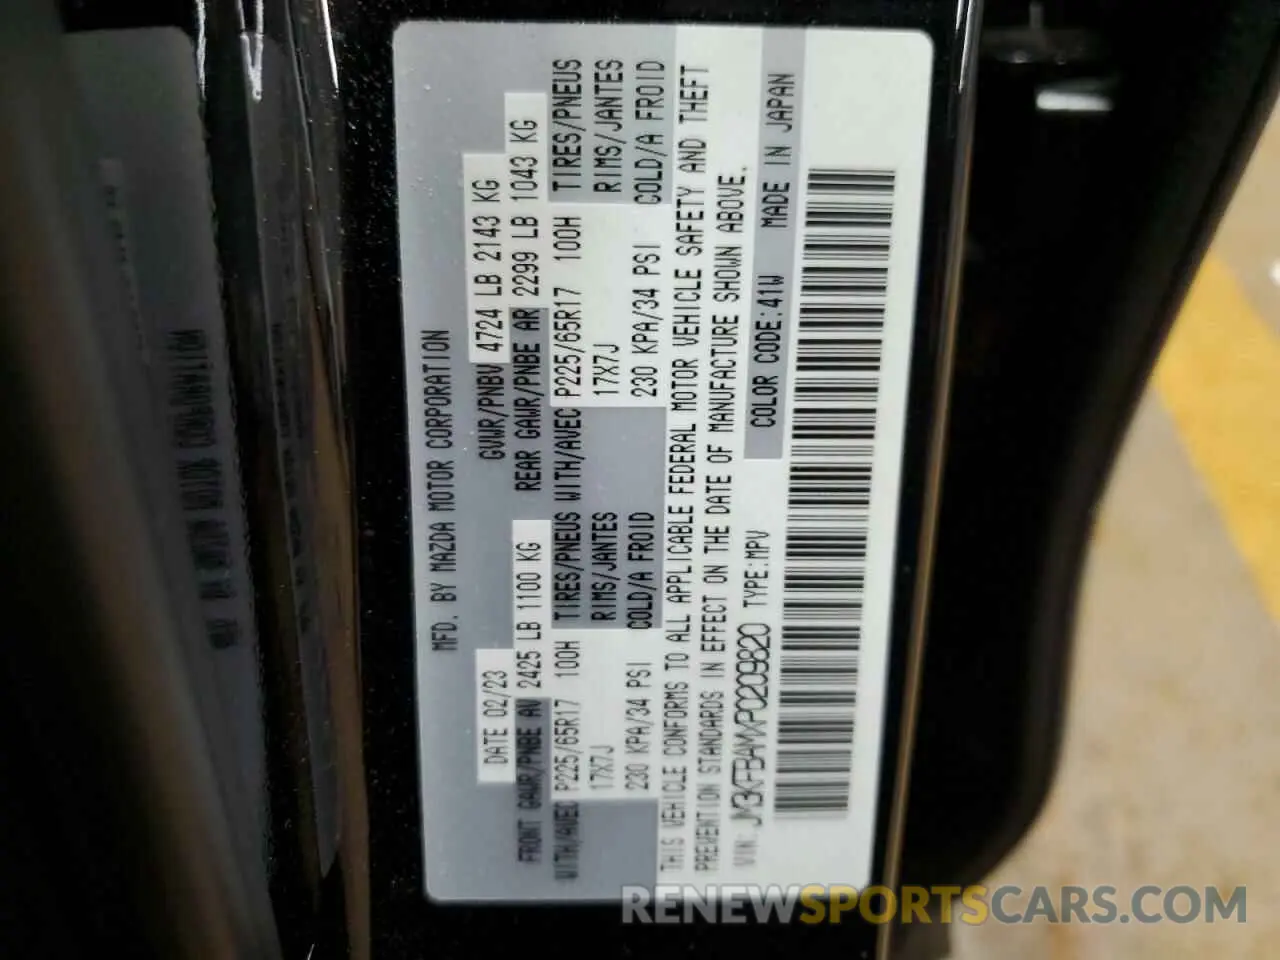 MFD. BY MAZDA MOTOR CORPORATION
DATE 02/23 GVWR/PNBV 4724 LB 2143 KG
FRONT GAWR/PNBE AV 2425 LB 1100 KG REAR GAWR/PNBE AR 2299 LB 1043 KG
WITH/AVEC P225/65R17 100H TIRES/PNEUS WITH/AVEC P225/65R17 100H TIRES/PNEUS
17X7J RIMS/JANTES 17X7J RIMS/JANTES
230 KPA/34 PSI COLD/A FROID 230 KPA/34 PSI COLD/A FROID
THIS VEHICLE CONFORMS TO ALL APPLICABLE FEDERAL MOTOR VEHICLE SAFETY AND THEFT
PREVENTION STANDARDS IN EFFECT ON THE DATE OF MANUFACTURE SHOWN ABOVE.
VIN: JM3KFBAMXP0209820 TYPE:MPV
COLOR CODE:41W MADE IN JAPAN
RENEWSPORTSCARS.COM